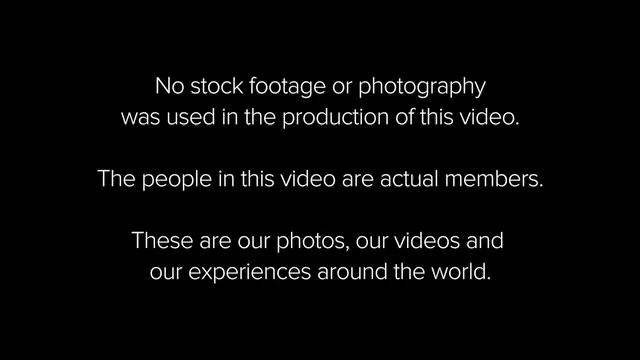 No stock footage or photography
was used in the production of this video.
The people in this video are actual members.
These are our photos, our videos and
our experiences around the world.